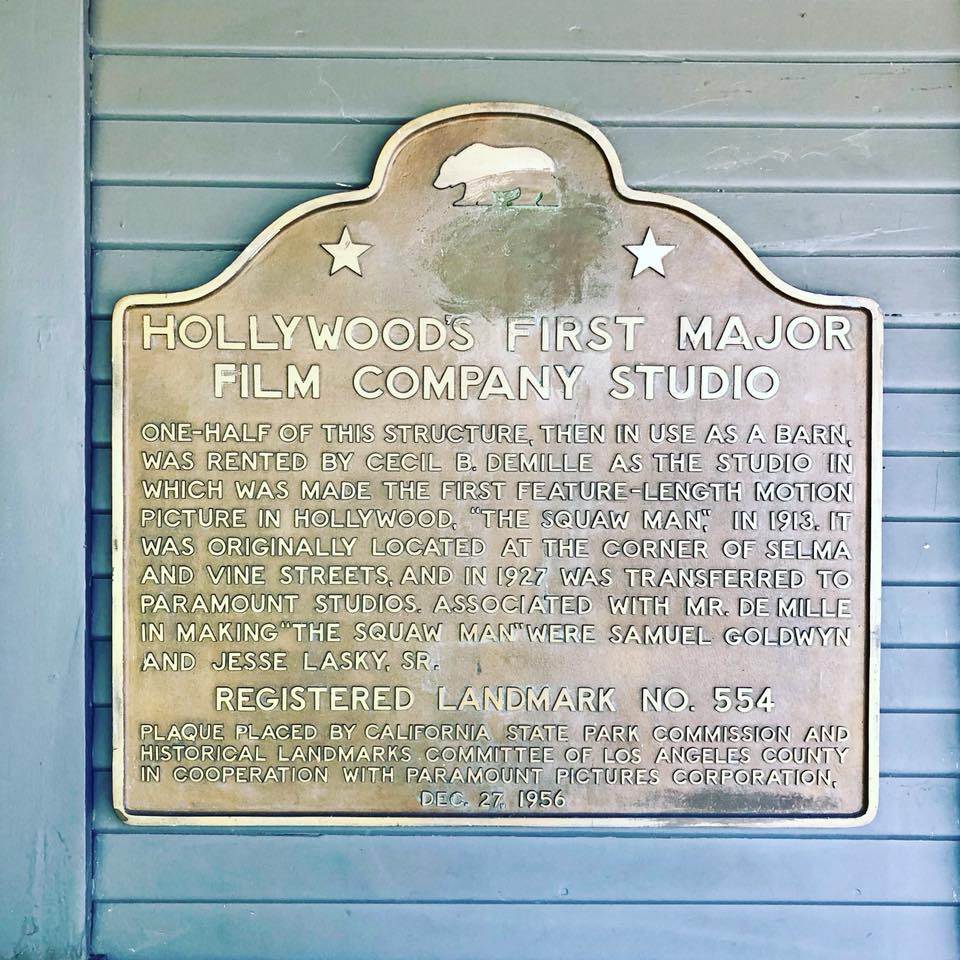 HOLLYWOOD'S FIRST MAJOR
FILM COMPANY STUDIO
ONE-HALF OF THIS STRUCTURE, THEN IN USE AS A BARN,
WAS RENTED BY CECIL B. DEMILLE AS THE STUDIO IN
WHICH WAS MADE THE FIRST FEATURE-LENGTH MOTION
PICTURE IN HOLLYWOOD, "THE SQUAW MAN," IN 1913. IT
WAS ORIGINALLY LOCATED AT THE CORNER OF SELMA
AND VINE STREETS, AND IN 1927 WAS TRANSFERRED TO
PARAMOUNT STUDIOS. ASSOCIATED WITH MR. DE MILLE
IN MAKING "THE SQUAW MAN" WERE SAMUEL GOLDWYN
AND JESSE LASKY, SR.
REGISTERED LANDMARK NO. 554
PLAQUE PLACED BY CALIFORNIA STATE PARK COMMISSION AND
HISTORICAL LANDMARKS COMMITTEE OF LOS ANGELES COUNTY
IN COOPERATION WITH PARAMOUNT PICTURES CORPORATION,
DEC. 27, 1956